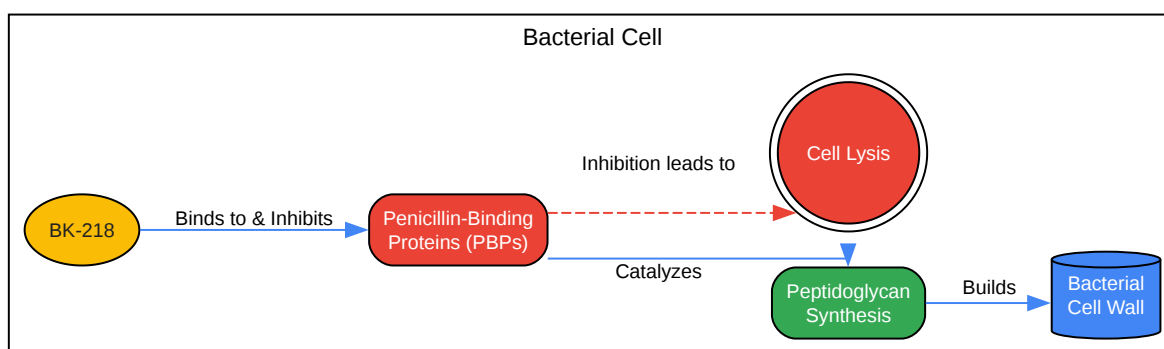 Bacterial Cell
Cell Lysis
Inhibition leads to
BK-218
Binds to & Inhibits
Penicillin-Binding
Proteins (PBPs)
Catalyzes
Peptidoglycan
Synthesis
Builds
Bacterial
Cell Wall